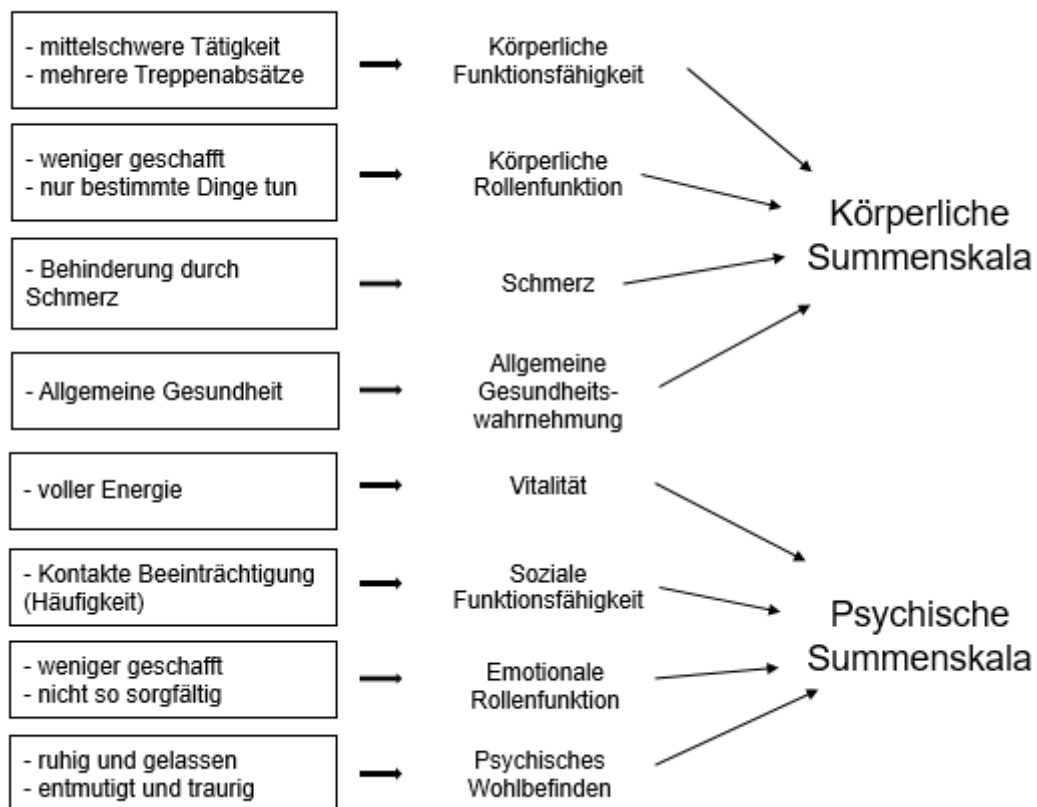 - mittelschwere Tätigkeit
- mehrere Treppenabsätze
Körperliche
Funktionsfähigkeit
- weniger geschafft
- nur bestimmte Dinge tun
Körperliche
Rollenfunktion
Körperliche
Summenskala
- Behinderung durch
Schmerz
Schmerz
- Allgemeine Gesundheit
Allgemeine
Gesundheits-
wahrnehmung
- voller Energie
Vitalität
- Kontakte Beeinträchtigung
(Häufigkeit)
Soziale
Funktionsfähigkeit
Psychische
Summenskala
- weniger geschafft
- nicht so sorgfältig
Emotionale
Rollenfunktion
- ruhig und gelassen
- entmutigt und traurig
Psychisches
Wohlbefinden